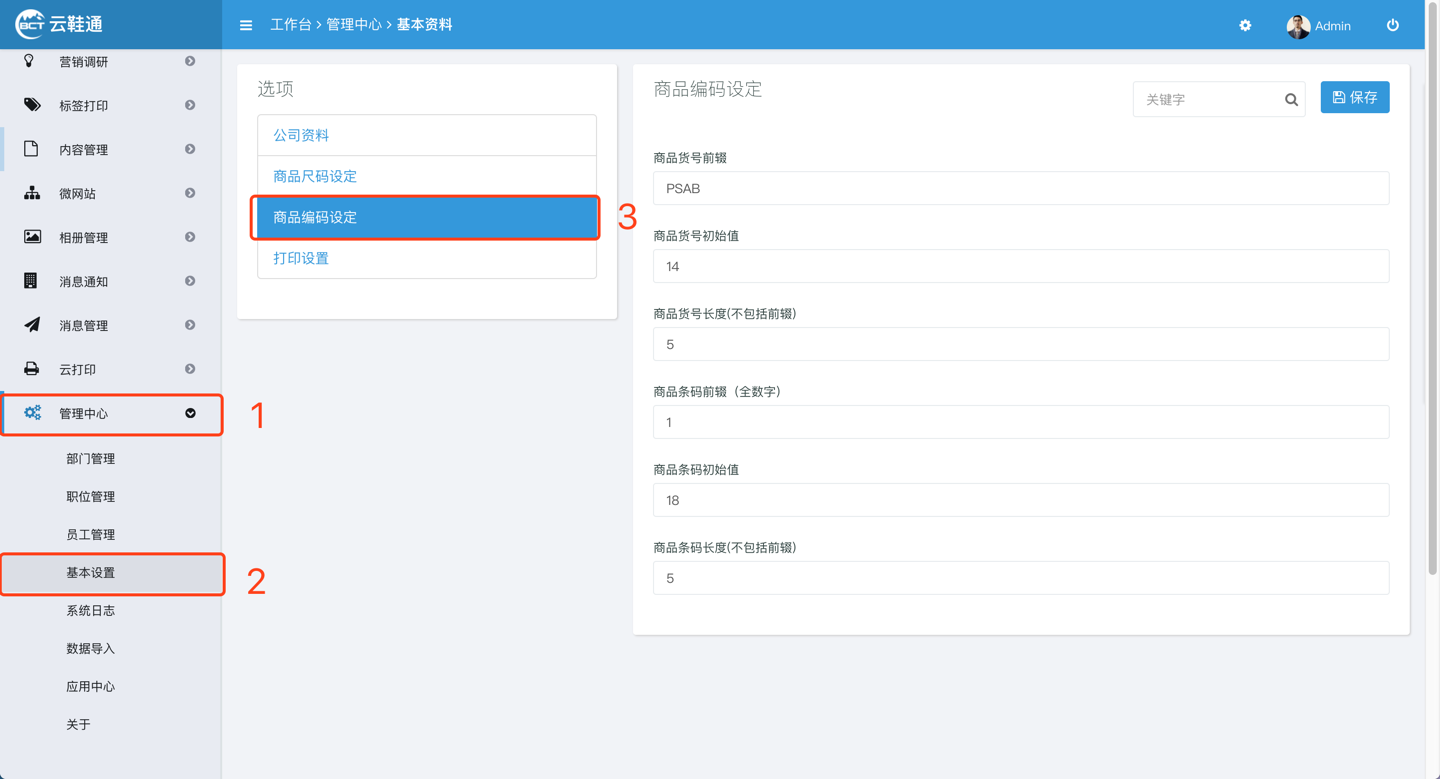 BCT 云鞋通
工作台 > 管理中心 > 基本资料
Admin
营销调研
标签打印
内容管理
微网站
相册管理
消息通知
消息管理
云打印
管理中心
1
部门管理
职位管理
员工管理
基本设置
2
系统日志
数据导入
应用中心
关于
选项
公司资料
商品尺码设定
商品编码设定
3
打印设置
商品编码设定
关键字
保存
商品货号前辍
PSAB
商品货号初始值
14
商品货号长度(不包括前辍)
5
商品条码前辍（全数字）
1
商品条码初始值
18
商品条码长度(不包括前辍)
5